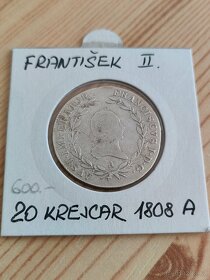 FRANTIŠEK II.
600.-
20 KREJCAR 1808 A